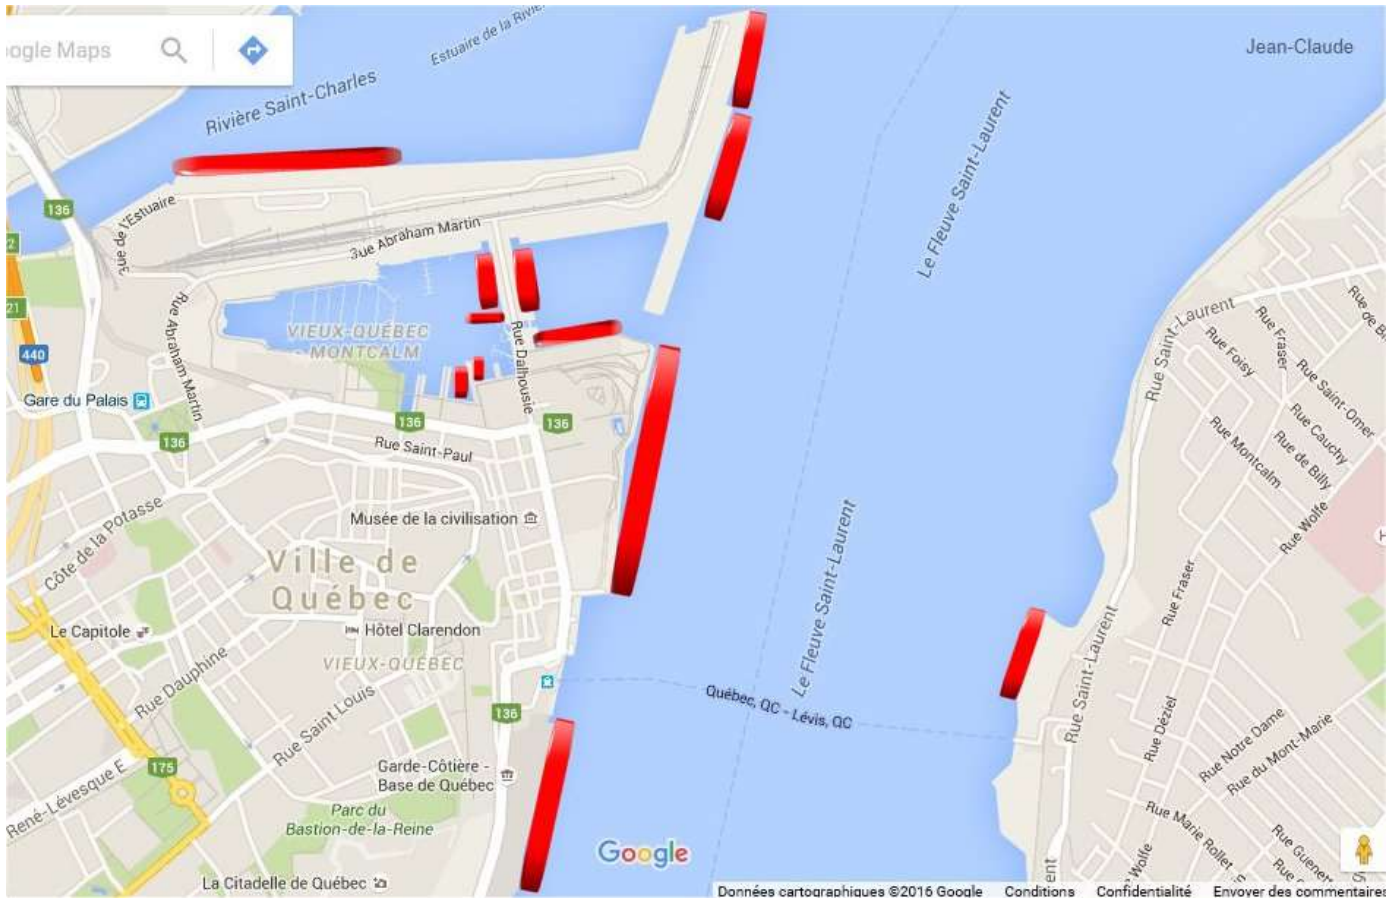 oogle Maps
Estuaire de la Rivièr
Jean-Claude
Rivière Saint-Charles
Le Fleuve Saint-Laurent
136
Rue de l'Estuaire
2
Rue Abraham Martin
21
Rue Abraham Martin
VIEUX-QUÉBEC
MONTCALM
Rue Dalhousie
440
Gare du Palais
136
136
136
Rue Saint-Paul
Rue Saint-Laurent
Rue Fraser
Rue Foisy
Rue Saint-Omer
Rue Cauchy
Rue de Billy
Rue Montcalm
Rue Wolfe
H
Côte de la Potasse
Musée de la civilisation
Ville de
Québec
Le Fleuve Saint-Laurent
Rue Fraser
Le Capitole
Hôtel Clarendon
VIEUX-QUÉBEC
Rue Dauphine
Rue Saint Louis
Rue Saint-Laurent
Québec, QC - Lévis, QC
136
Rue Déziel
Rue Notre Dame
Rue du Mont-Marie
175
René-Lévesque E
Garde-Côtière -
Base de Québec
Parc du
Bastion-de-la-Reine
Google
Rue Marie Rollet
Wolfe
Rue Guenet
La Citadelle de Québec
ent
Données cartographiques ©2016 Google Conditions Confidentialité Envoyer des commentaires